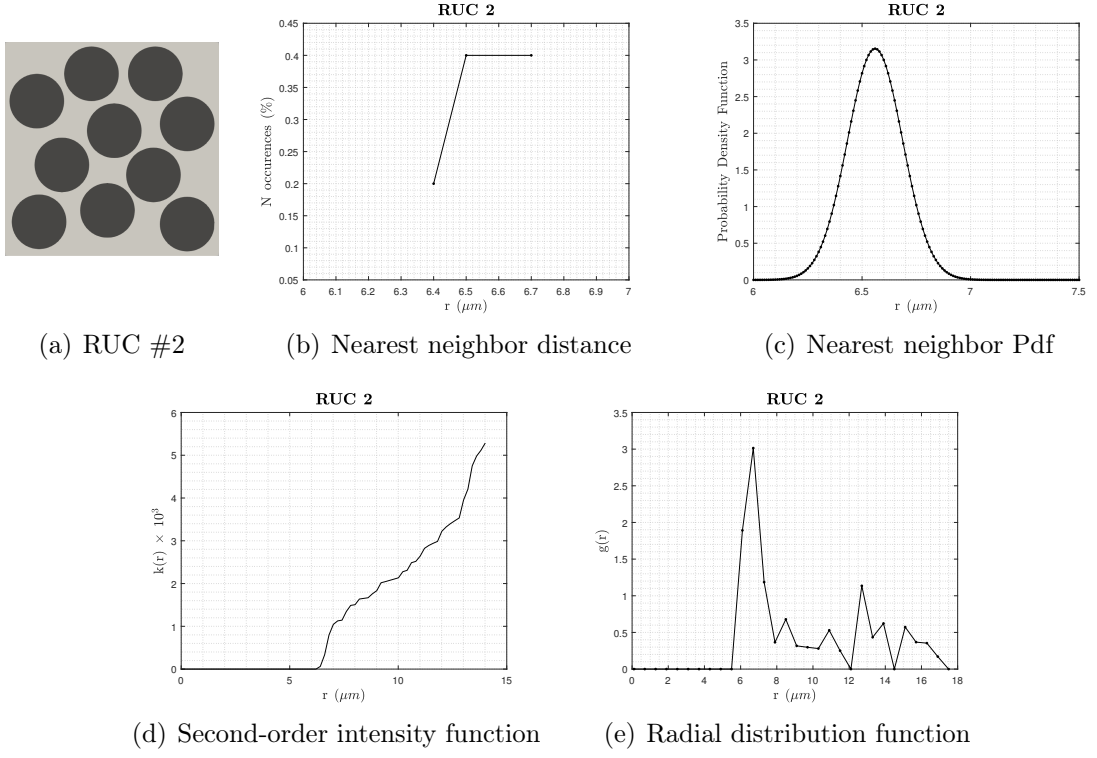 RUC 2
0.45
0.4
0.35
0.3
0.25
0.2
0.15
0.1
0.05
N occurences (%)
6 6.1 6.2 6.3 6.4 6.5 6.6 6.7 6.8 6.9 7
r (μm)
RUC 2
3.5
3
2.5
2
1.5
1
0.5
0
Probability Density Function
6 6.5 7 7.5
r (μm)
(a) RUC #2
(b) Nearest neighbor distance
(c) Nearest neighbor Pdf
RUC 2
6
5
4
3
2
1
0
k(r) × 10³
0 5 10 15
r (μm)
RUC 2
3.5
3
2.5
2
1.5
1
0.5
0
g(r)
0 2 4 6 8 10 12 14 16 18
r (μm)
(d) Second-order intensity function
(e) Radial distribution function